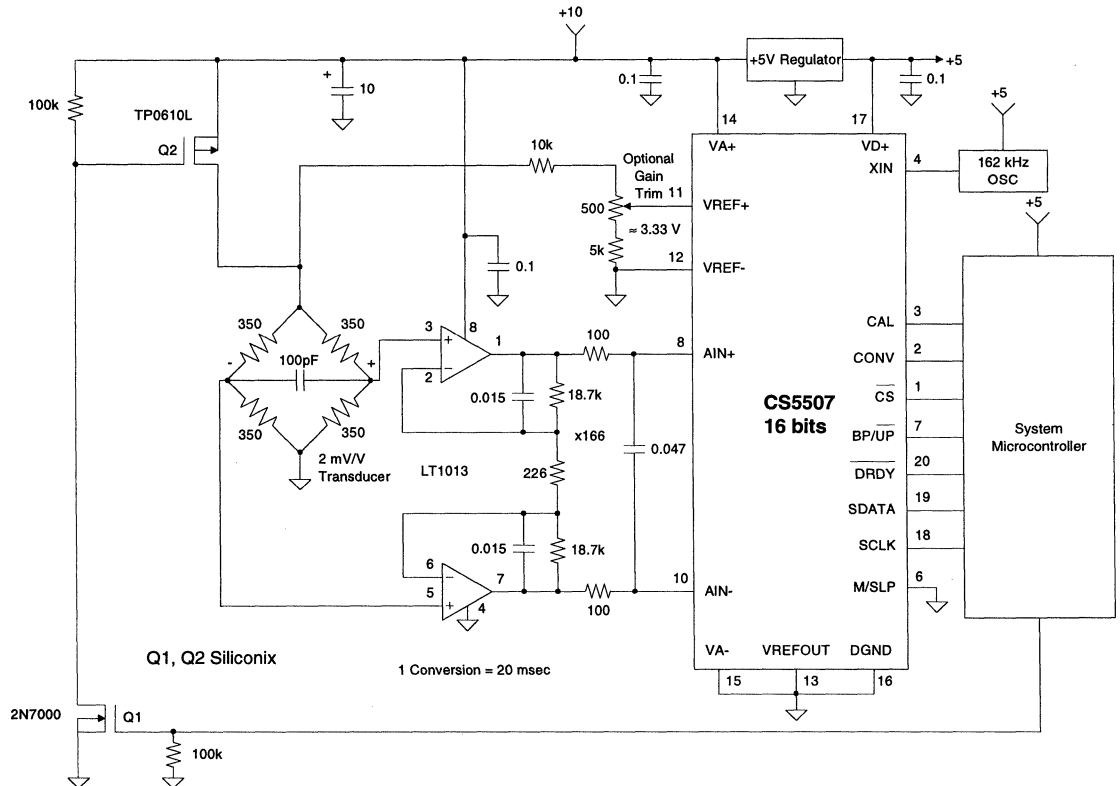 +10
+5V Regulator
+5
+
10
0.1
0.1
100k
TP0610L
Q2
14
17
+5
VA+
VD+
10k
Optional
Gain
Trim
11
VREF+
XIN
4
162 kHz
OSC
500
≈ 3.33 V
5k
12
VREF-
+5
0.1
350
350
3
+
8
1
100
8
AIN+
CAL
3
-
100pF
+
-
2
CONV
2
0.015
18.7k
CS
1
CS5507
16 bits
350
350
x166
BP/UP
7
System
Microcontroller
2 mV/V
Transducer
LT1013
226
0.047
DRDY
20
SDATA
19
0.015
18.7k
SCLK
18
6
-
7
5
+
4
100
10
AIN-
M/SLP
6
Q1, Q2 Siliconix
1 Conversion = 20 msec
VA-
VREFOUT
DGND
15
13
16
2N7000
Q1
100k